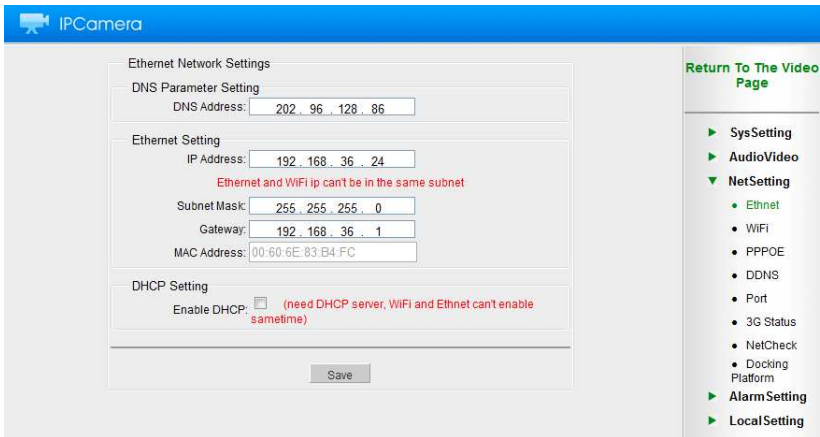 IPCamera
Ethernet Network Settings
DNS Parameter Setting
DNS Address: 202 . 96 . 128 . 86
Ethernet Setting
IP Address: 192 . 168 . 36 . 24
Ethernet and WiFi ip can't be in the same subnet
Subnet Mask: 255 . 255 . 255 . 0
Gateway: 192 . 168 . 36 . 1
MAC Address: 00:60:6E:83:B4:FC
DHCP Setting
Enable DHCP: (need DHCP server, WiFi and Ethnet can't enable
sametime)
Save
Return To The Video
Page
SysSetting
AudioVideo
NetSetting
Ethnet
WiFi
PPPOE
DDNS
Port
3G Status
NetCheck
Docking
Platform
AlarmSetting
LocalSetting